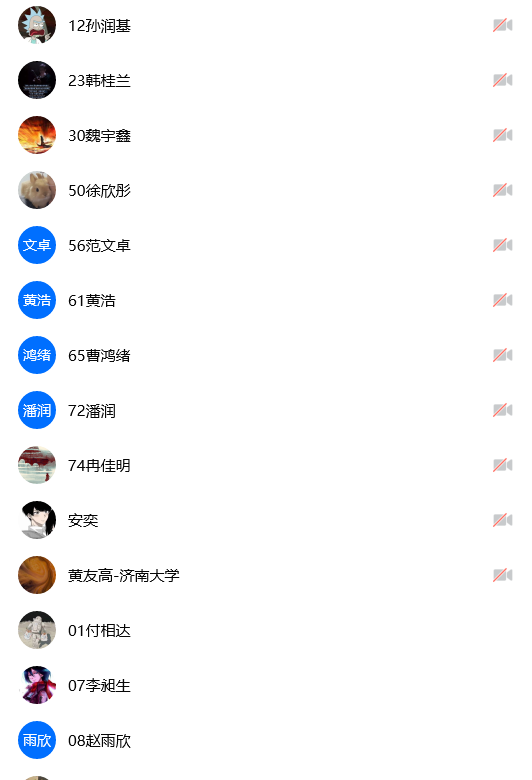 12孙润基
23韩桂兰
30魏宇鑫
50徐欣彤
文卓 56范文卓
黄浩 61黄浩
鸿绪 65曹鸿绪
潘润 72潘润
74冉佳明
安奕
黄友高-济南大学
01付相达
07李昶生
雨欣 08赵雨欣